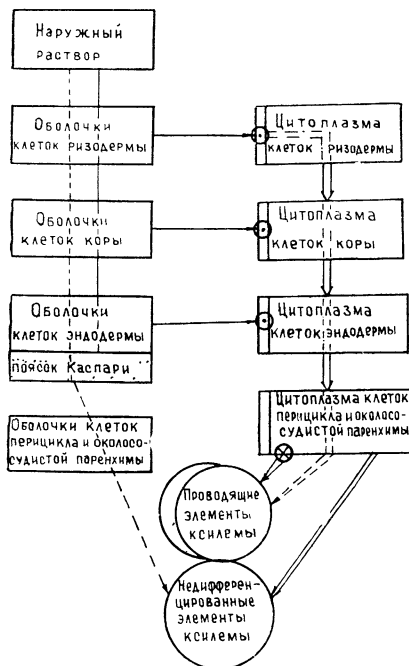 Наружный
раствор
Оболочки
клеток ризодермы
Цитоплазма
клеток ризодермы
Оболочки
клеток коры
Цитоплазма
клеток коры
Оболочки
клеток эндодермы
поясок Каспари
Цитоплазма
клеток эндодермы
Оболочки клеток
перицикла и околосо-
судистой паренхимы
Цитоплазма клеток
перицикла и околосо-
судистой паренхимы
Проводящие
элементы
ксилемы
Недифферен-
цированные
элементы
ксилемы